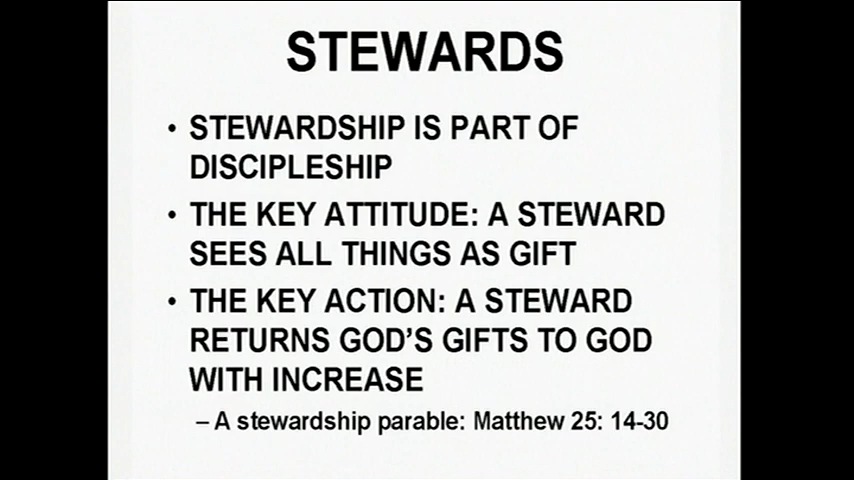 STEWARDS
• STEWARDSHIP IS PART OF
DISCIPLESHIP
• THE KEY ATTITUDE: A STEWARD
SEES ALL THINGS AS GIFT
• THE KEY ACTION: A STEWARD
RETURNS GOD'S GIFTS TO GOD
WITH INCREASE
– A stewardship parable: Matthew 25: 14-30